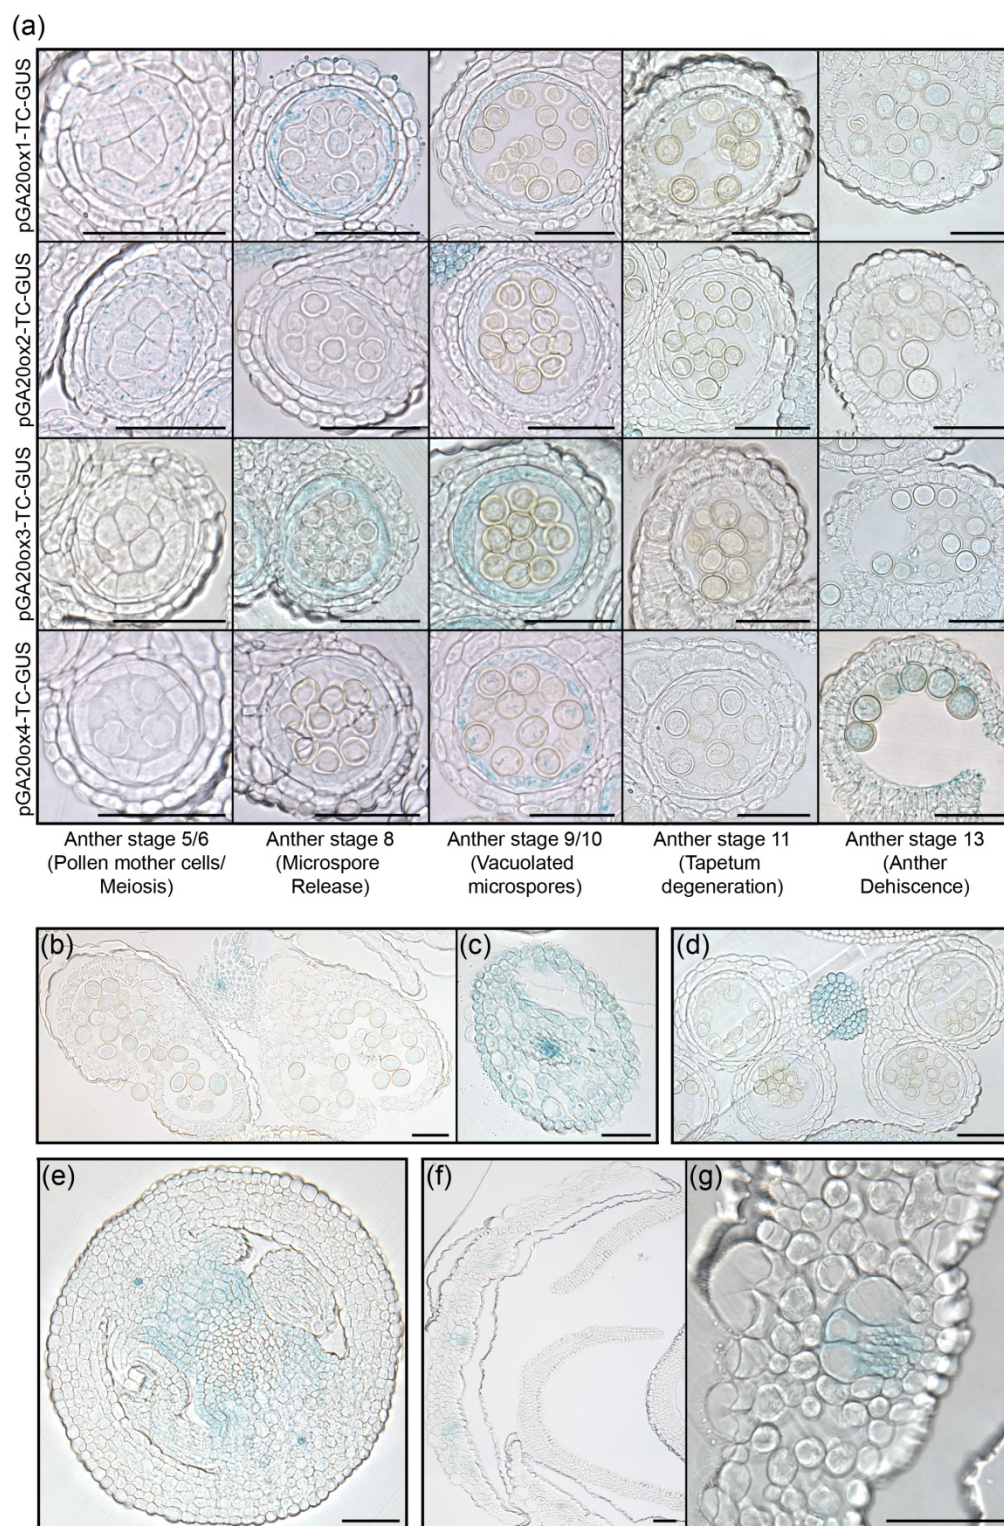 (a)
pGA20ox1-TC-GUS
pGA20ox2-TC-GUS
pGA20ox3-TC-GUS
pGA20ox4-TC-GUS
Anther stage 5/6
(Pollen mother cells/
Meiosis)
Anther stage 8
(Microspore
Release)
Anther stage 9/10
(Vacuolated
microspores)
Anther stage 11
(Tapetum
degeneration)
Anther stage 13
(Anther
Dehiscence)
(b)
(c)
(d)
(e)
(f)
(g)